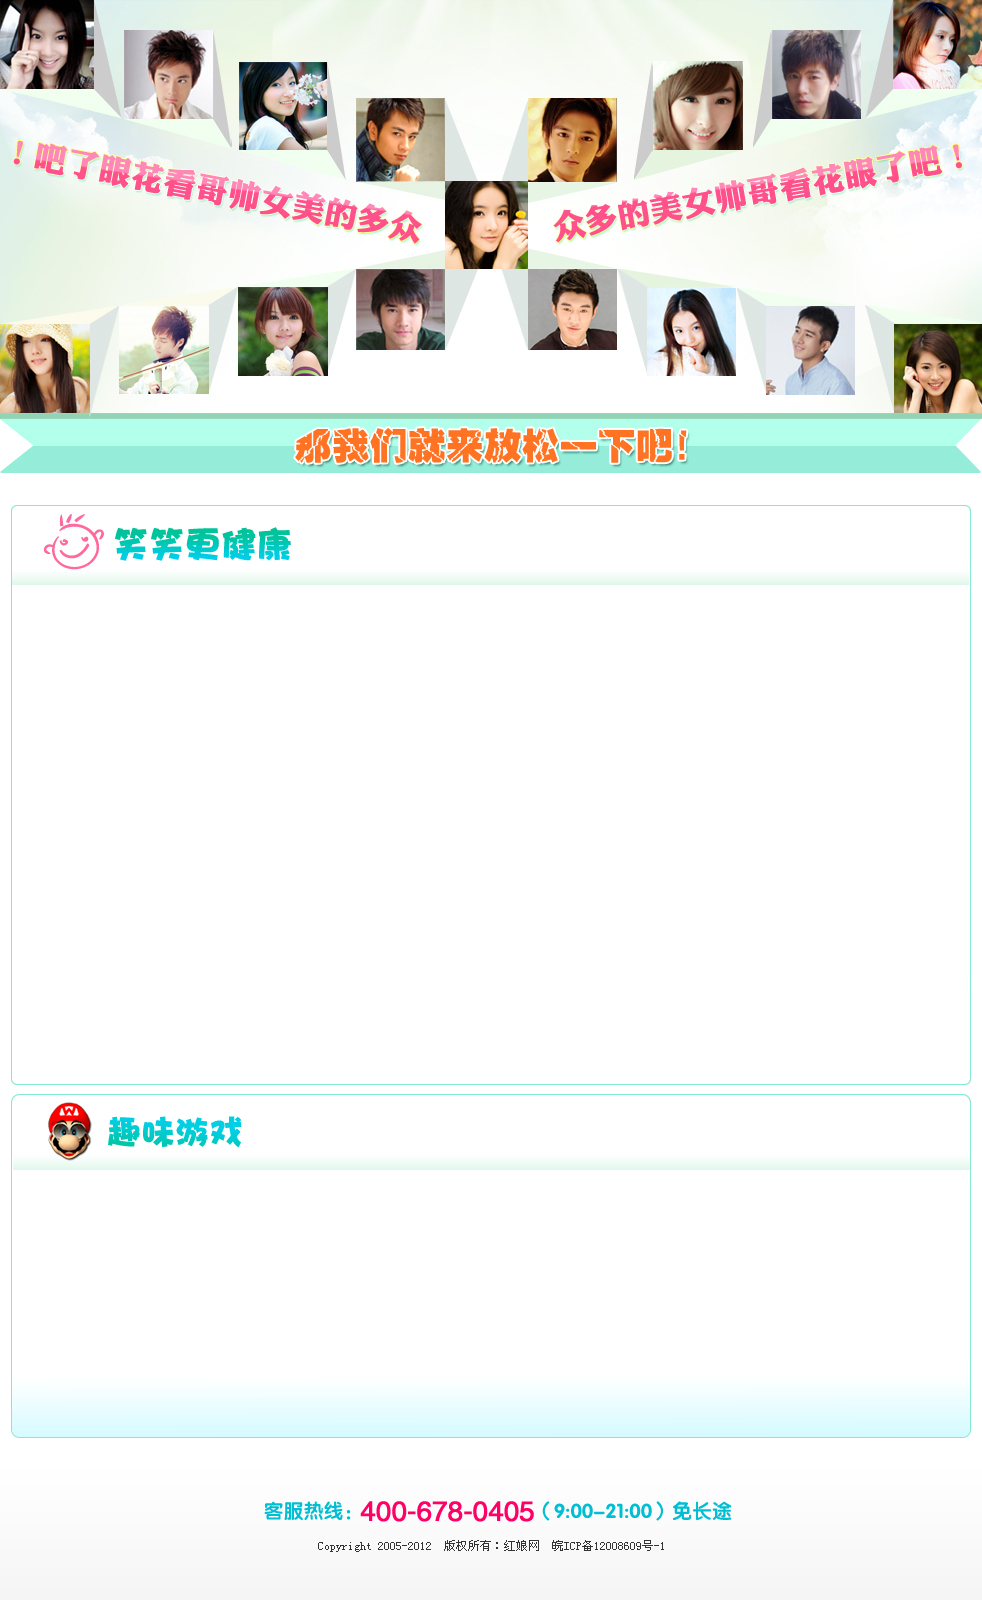 ！吧了眼花看哥帅女美的多众
众多的美女帅哥看花眼了吧！
那我们就来放松一下吧！
笑笑更健康
趣味游戏
客服热线：400-678-0405（9:00-21:00）免长途
Copyright 2005-2012 版权所有：红娘网 皖ICP备12008609号-1